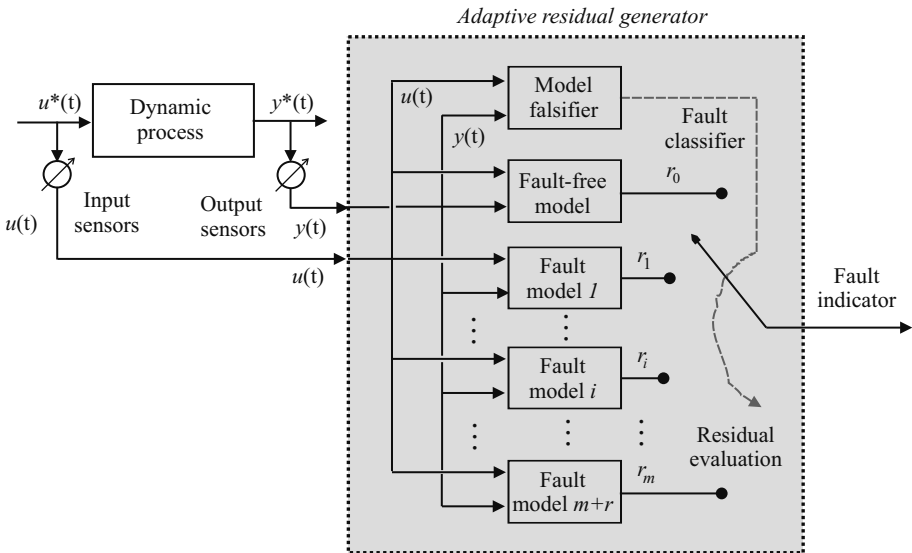 Adaptive residual generator
u*(t)
Dynamic
process
y*(t)
u(t)
Input
sensors
Output
sensors
y(t)
u(t)
u(t)
y(t)
Model
falsifier
Fault
classifier
Fault-free
model
r0
Fault
model 1
r1
Fault
model i
ri
Fault
model m+r
rm
Residual
evaluation
Fault
indicator